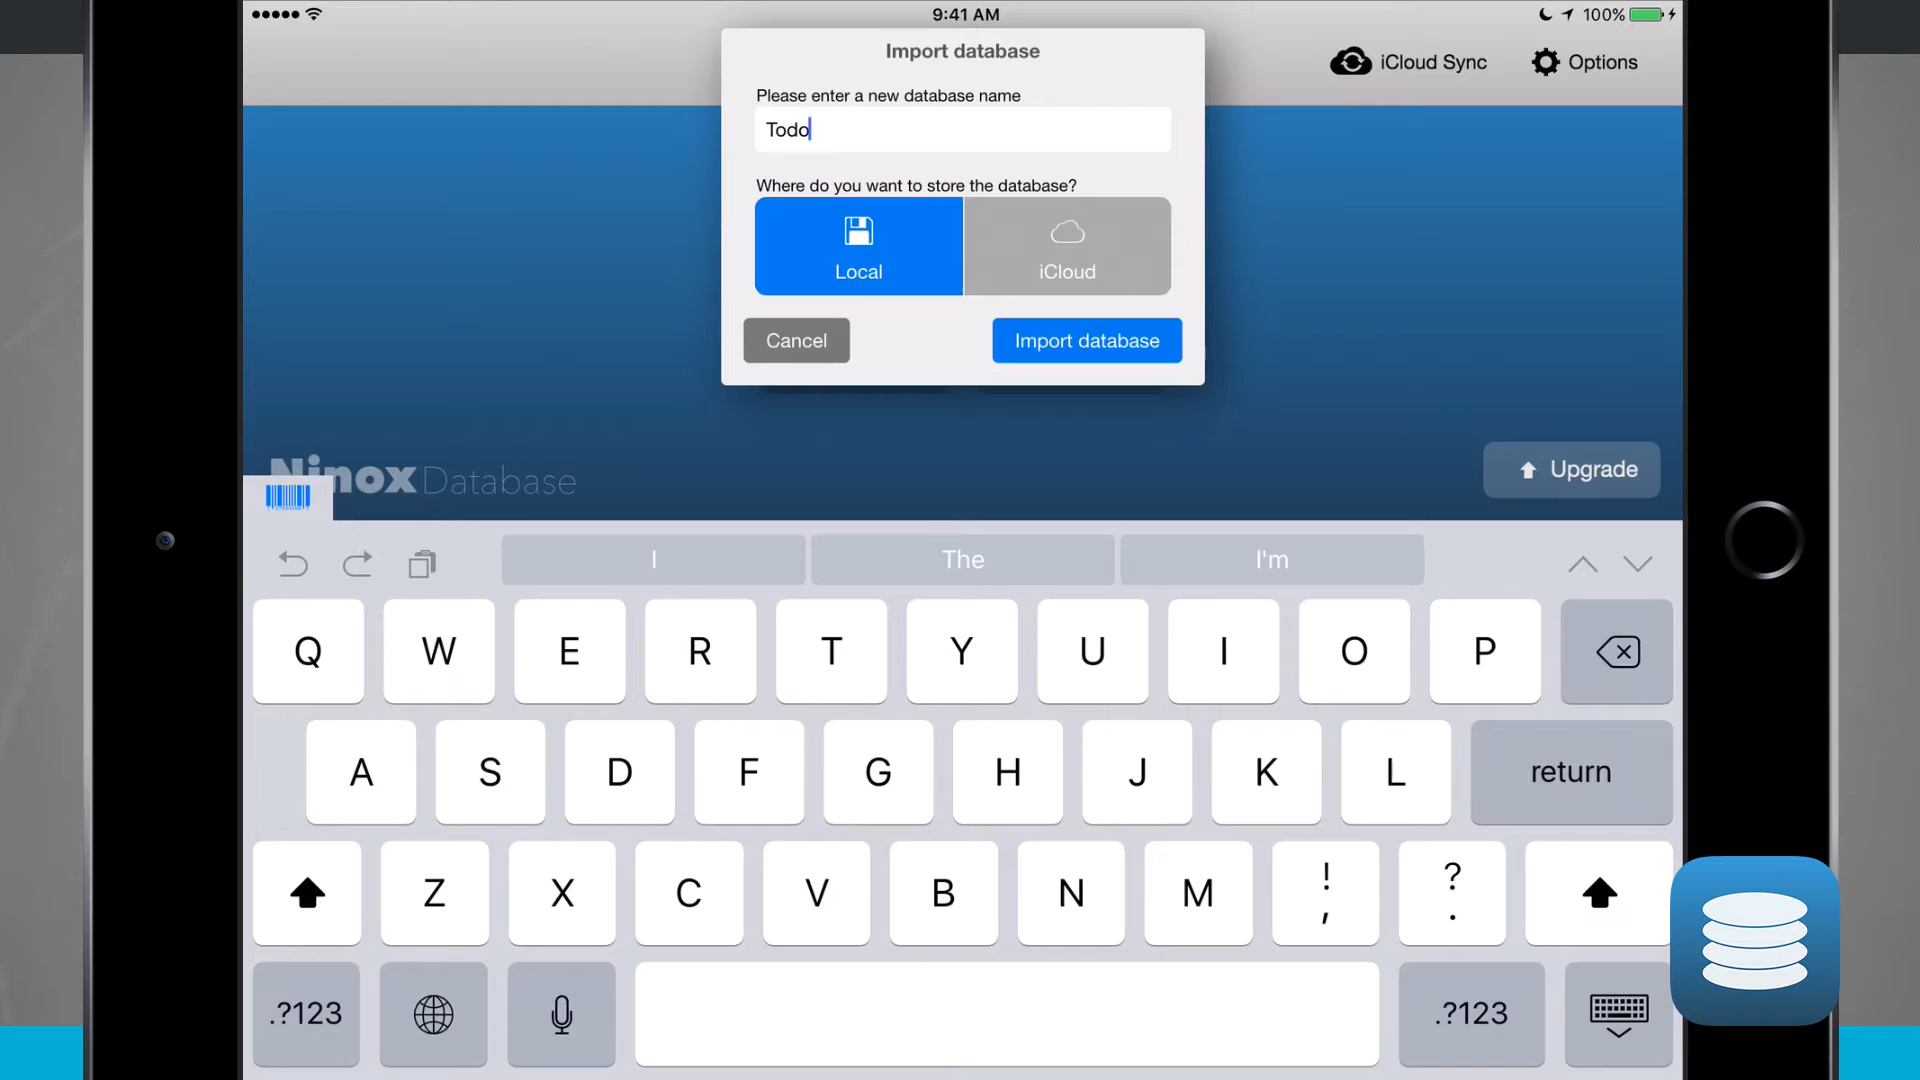 9:41 AM
100%
Import database
iCloud Sync
Options
Please enter a new database name
Todo
Where do you want to store the database?
Local
iCloud
Cancel
Import database
Ninox Database
Upgrade
I
The
I'm
Q W E R T Y U I O P
A S D F G H J K L return
Z X C V B N M ! , ? .
.?123 .?123